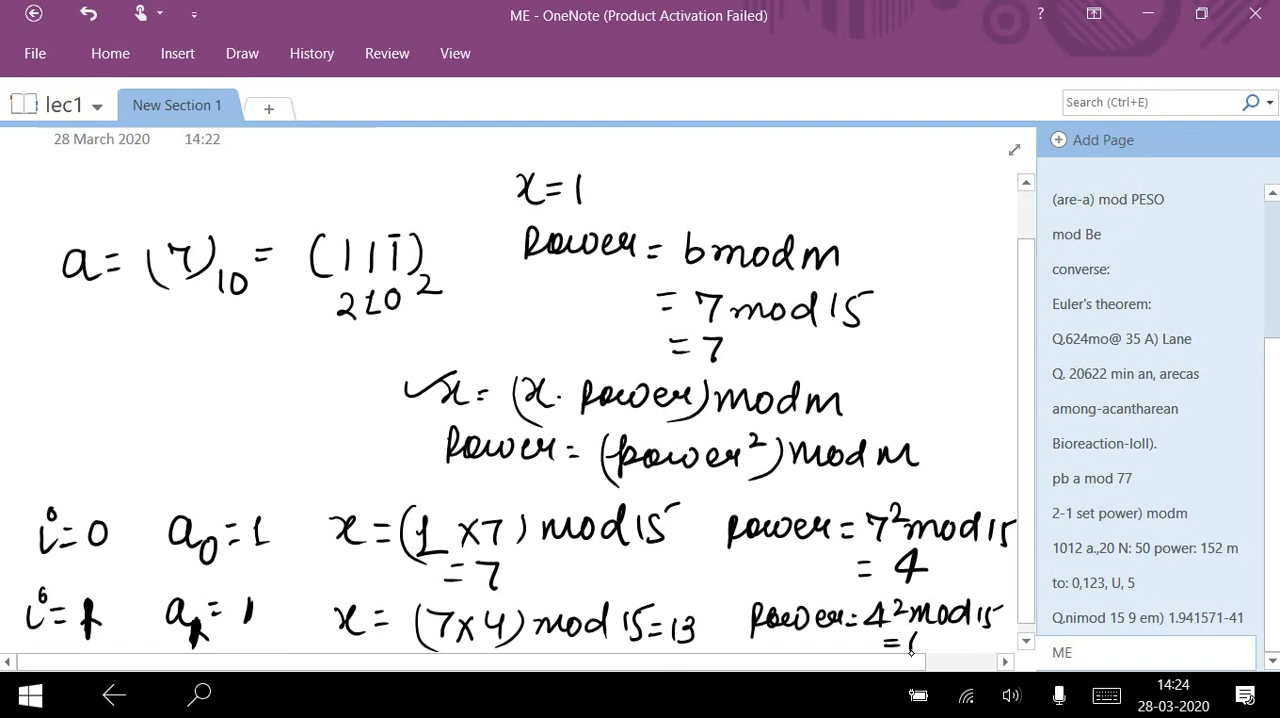 ME - OneNote (Product Activation Failed)
?
File Home Insert Draw History Review View
lec1 New Section 1 +
Search (Ctrl+E)
28 March 2020 14:22
x = 1
a = (7)10 = (111)2
210
Power = b mod m
= 7 mod 15
= 7
x = (x. Power) mod m
Power = (power²) mod m
i = 0 a0 = 1 x = (1 × 7) mod 15 Power = 7² mod 15
= 7 = 4
i = 1 a1 = 1 x = (7 × 4) mod 15 = 13 Power = 4² mod 15
= 1
Add Page
(are-a) mod PESO
mod Be
converse:
Euler's theorem:
Q.624mo@ 35 A) Lane
Q. 20622 min an, arecas
among-acantharean
Bioreaction-loll).
pb a mod 77
2-1 set power) modm
1012 a.,20 N: 50 power: 152 m
to: 0,123, U, 5
Q.nimod 15 9 em) 1.941571-41
ME
14:24
28-03-2020